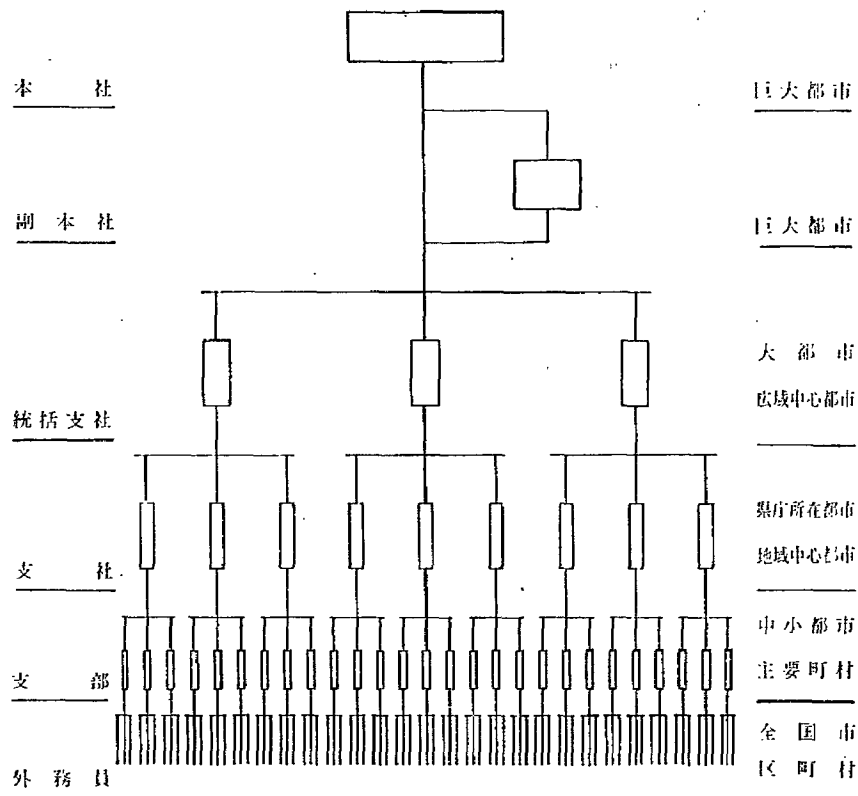 本社
巨大都市
副本社
巨大都市
大都市
広域中心都市
統括支社
県庁所在都市
地域中心都市
支社
中小都市
主要町村
支部
全国市
区町村
外務員